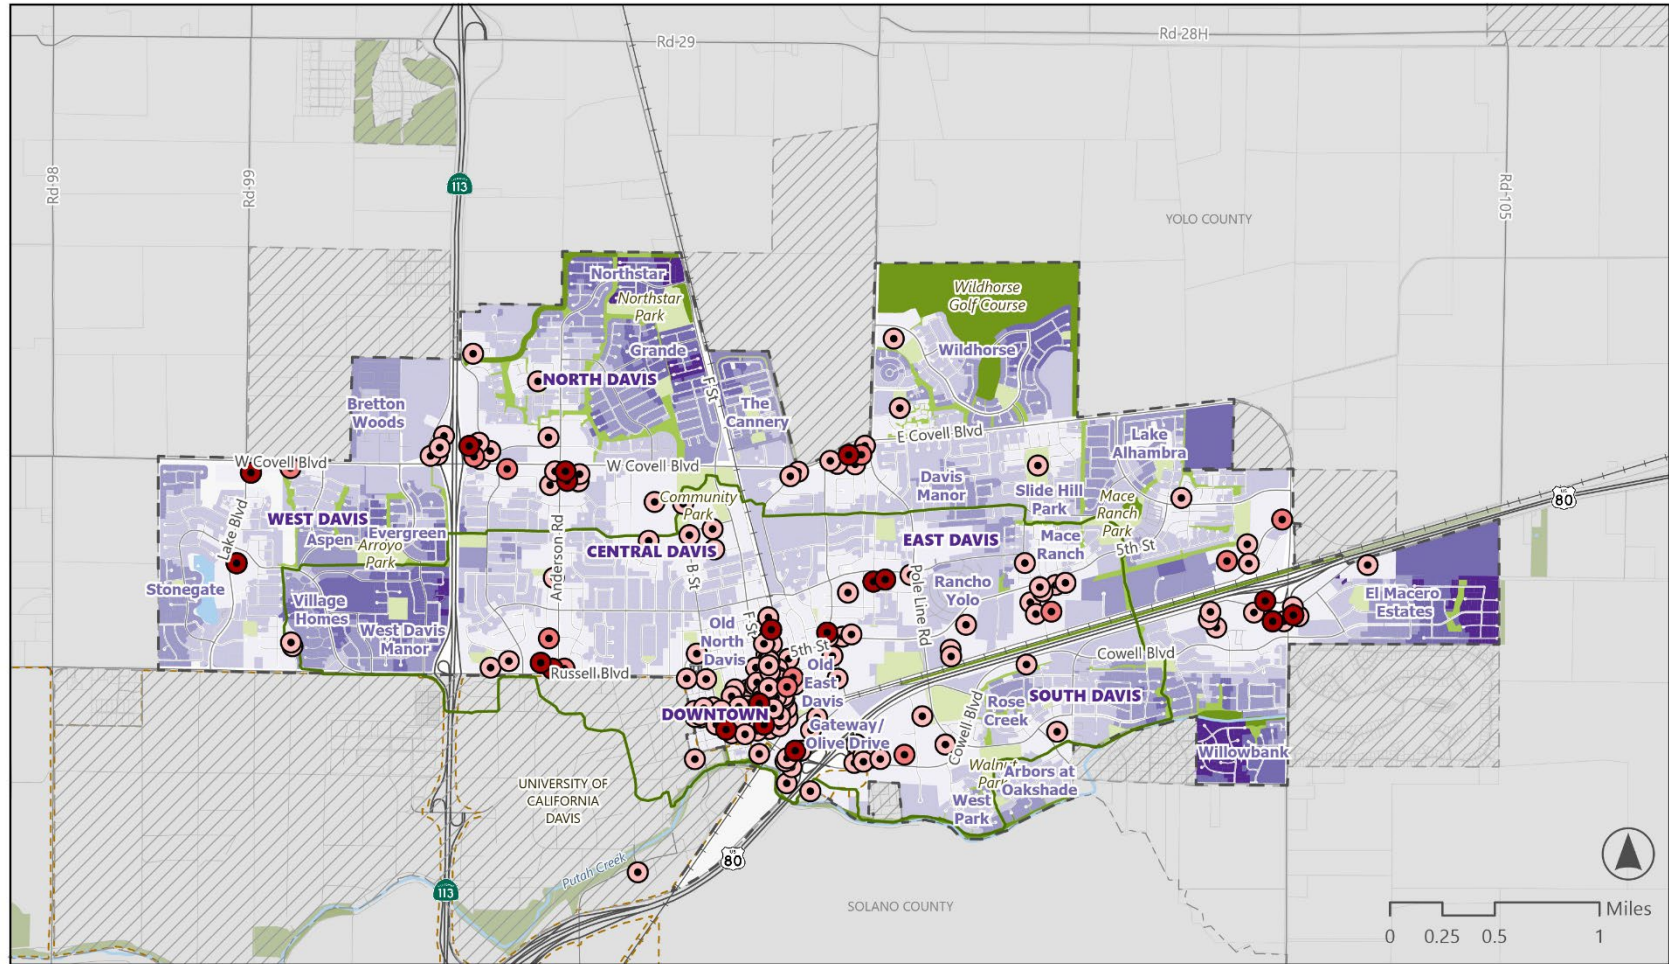 Rd 29
Rd 28H
Rd 98
Rd 99
113
Rd 105
YOLO COUNTY
Northstar
Northstar
Park
Wildhorse
Golf Course
Grande
Wildhorse
NORTH DAVIS
F St
Bretton
Woods
The
Cannery
E Covell Blvd
Lake
Alhambra
W Covell Blvd
W Covell Blvd
Davis
Manor
Slide Hill
Park
Mace
Ranch
Park
US
80
Community
Park
Lake Blvd
WEST DAVIS
Aspen
Evergreen
Arroyo
Park
Anderson Rd
CENTRAL DAVIS
B St
EAST DAVIS
Mace
Ranch
5th St
Stonegate
Rancho
Yolo
Pole Line Rd
El Macero
Estates
Village
Homes
West Davis
Manor
Old
North
Davis
F St
5th St
Old
East
Davis
Cowell Blvd
Russell Blvd
SOUTH DAVIS
Rose
Creek
DOWNTOWN
Gateway/
Olive Drive
Cowell Blvd
Willowbank
Walnut
Park
Arbors at
Oakshade
West
Park
UNIVERSITY OF
CALIFORNIA
DAVIS
US
80
Putah Creek
113
SOLANO COUNTY
Miles
0 0.25 0.5 1